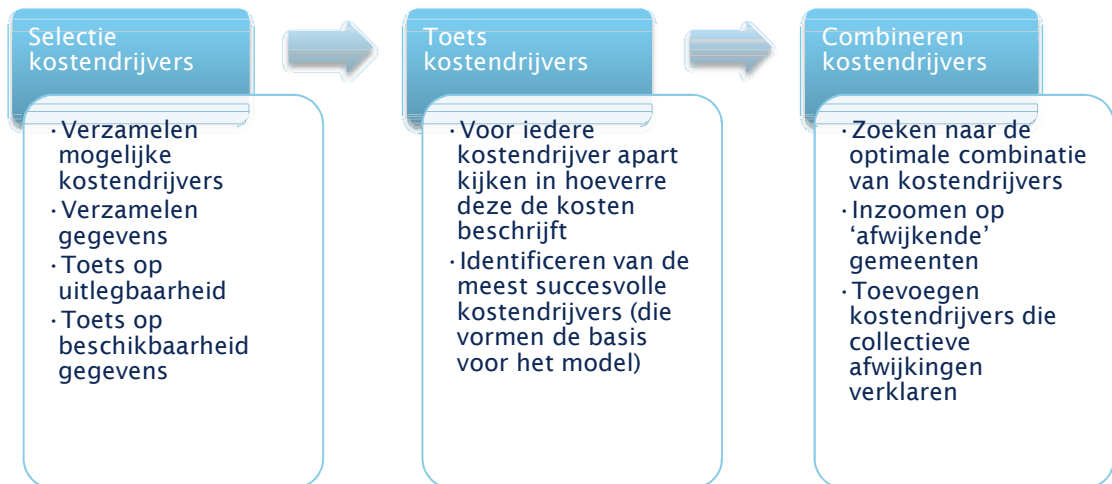 Selectie
kostendrijvers
·Verzamelen
mogelijke
kostendrijvers
·Verzamelen
gegevens
·Toets op
uitlegbaarheid
·Toets op
beschikbaarheid
gegevens
Toets
kostendrijvers
·Voor iedere
kostendrijver apart
kijken in hoeverre
deze de kosten
beschrijft
·Identificeren van de
meest succesvolle
kostendrijvers (die
vormen de basis
voor het model)
Combineren
kostendrijvers
·Zoeken naar de
optimale combinatie
van kostendrijvers
·Inzoomen op
‘afwijkende’
gemeenten
·Toevoegen
kostendrijvers die
collectieve
afwijkingen
verklaren